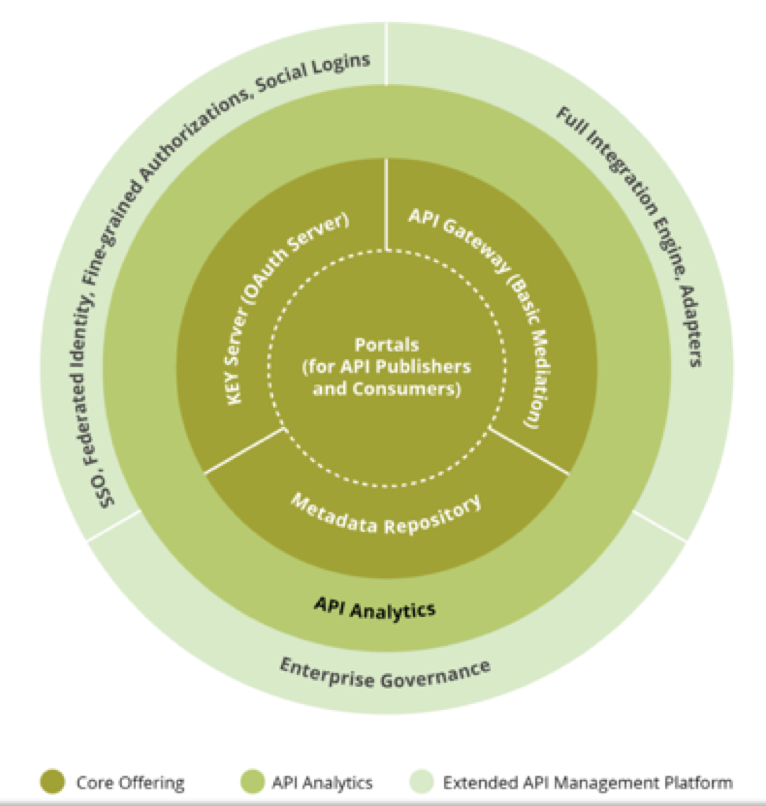 SSO, Federated Identity, Fine-grained Authorizations, Social Logins
Full Integration Engine, Adapters
KEY Server (OAuth Server)
API Gateway (Basic Mediation)
Portals
(for API Publishers
and Consumers)
Metadata Repository
API Analytics
Enterprise Governance
Core Offering
API Analytics
Extended API Management Platform